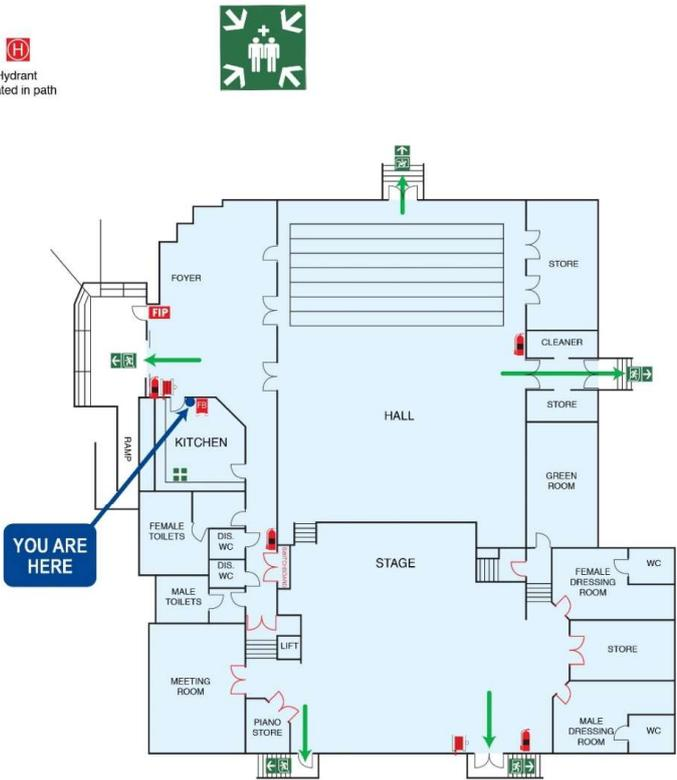 H
Hydrant
ted in path
FOYER
STORE
FIP
CLEANER
STORE
HALL
FB
KITCHEN
RAMP
GREEN
ROOM
YOU ARE
HERE
FEMALE
TOILETS
DIS.
WC
DIS.
WC
SWITCHBOARD
STAGE
MALE
TOILETS
FEMALE
DRESSING
ROOM
WC
LIFT
STORE
MEETING
ROOM
PIANO
STORE
MALE
DRESSING
ROOM
WC